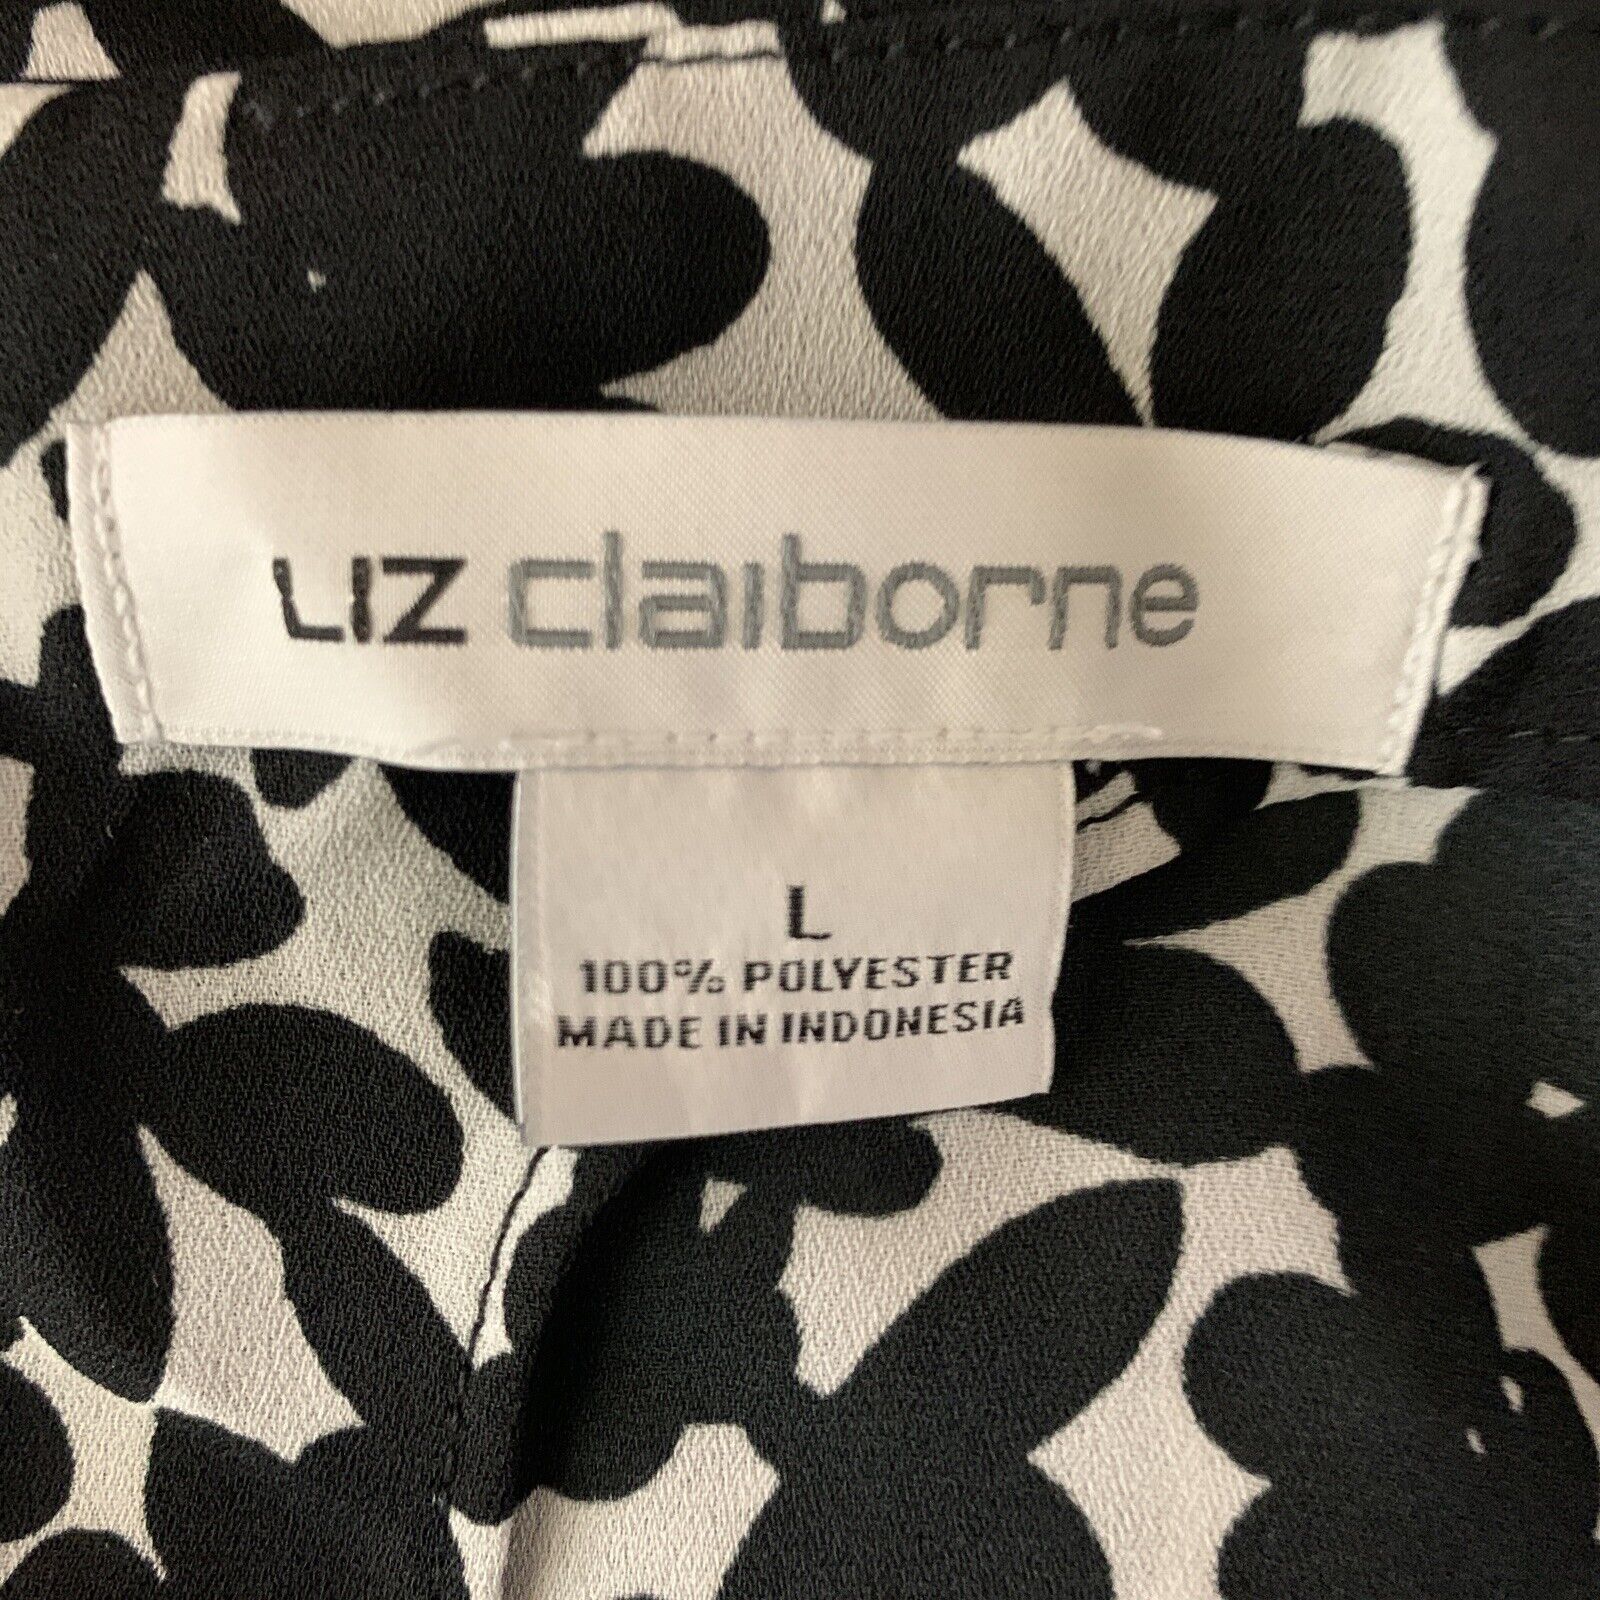 LIZ claiborne
L
100% POLYESTER
MADE IN INDONESIA